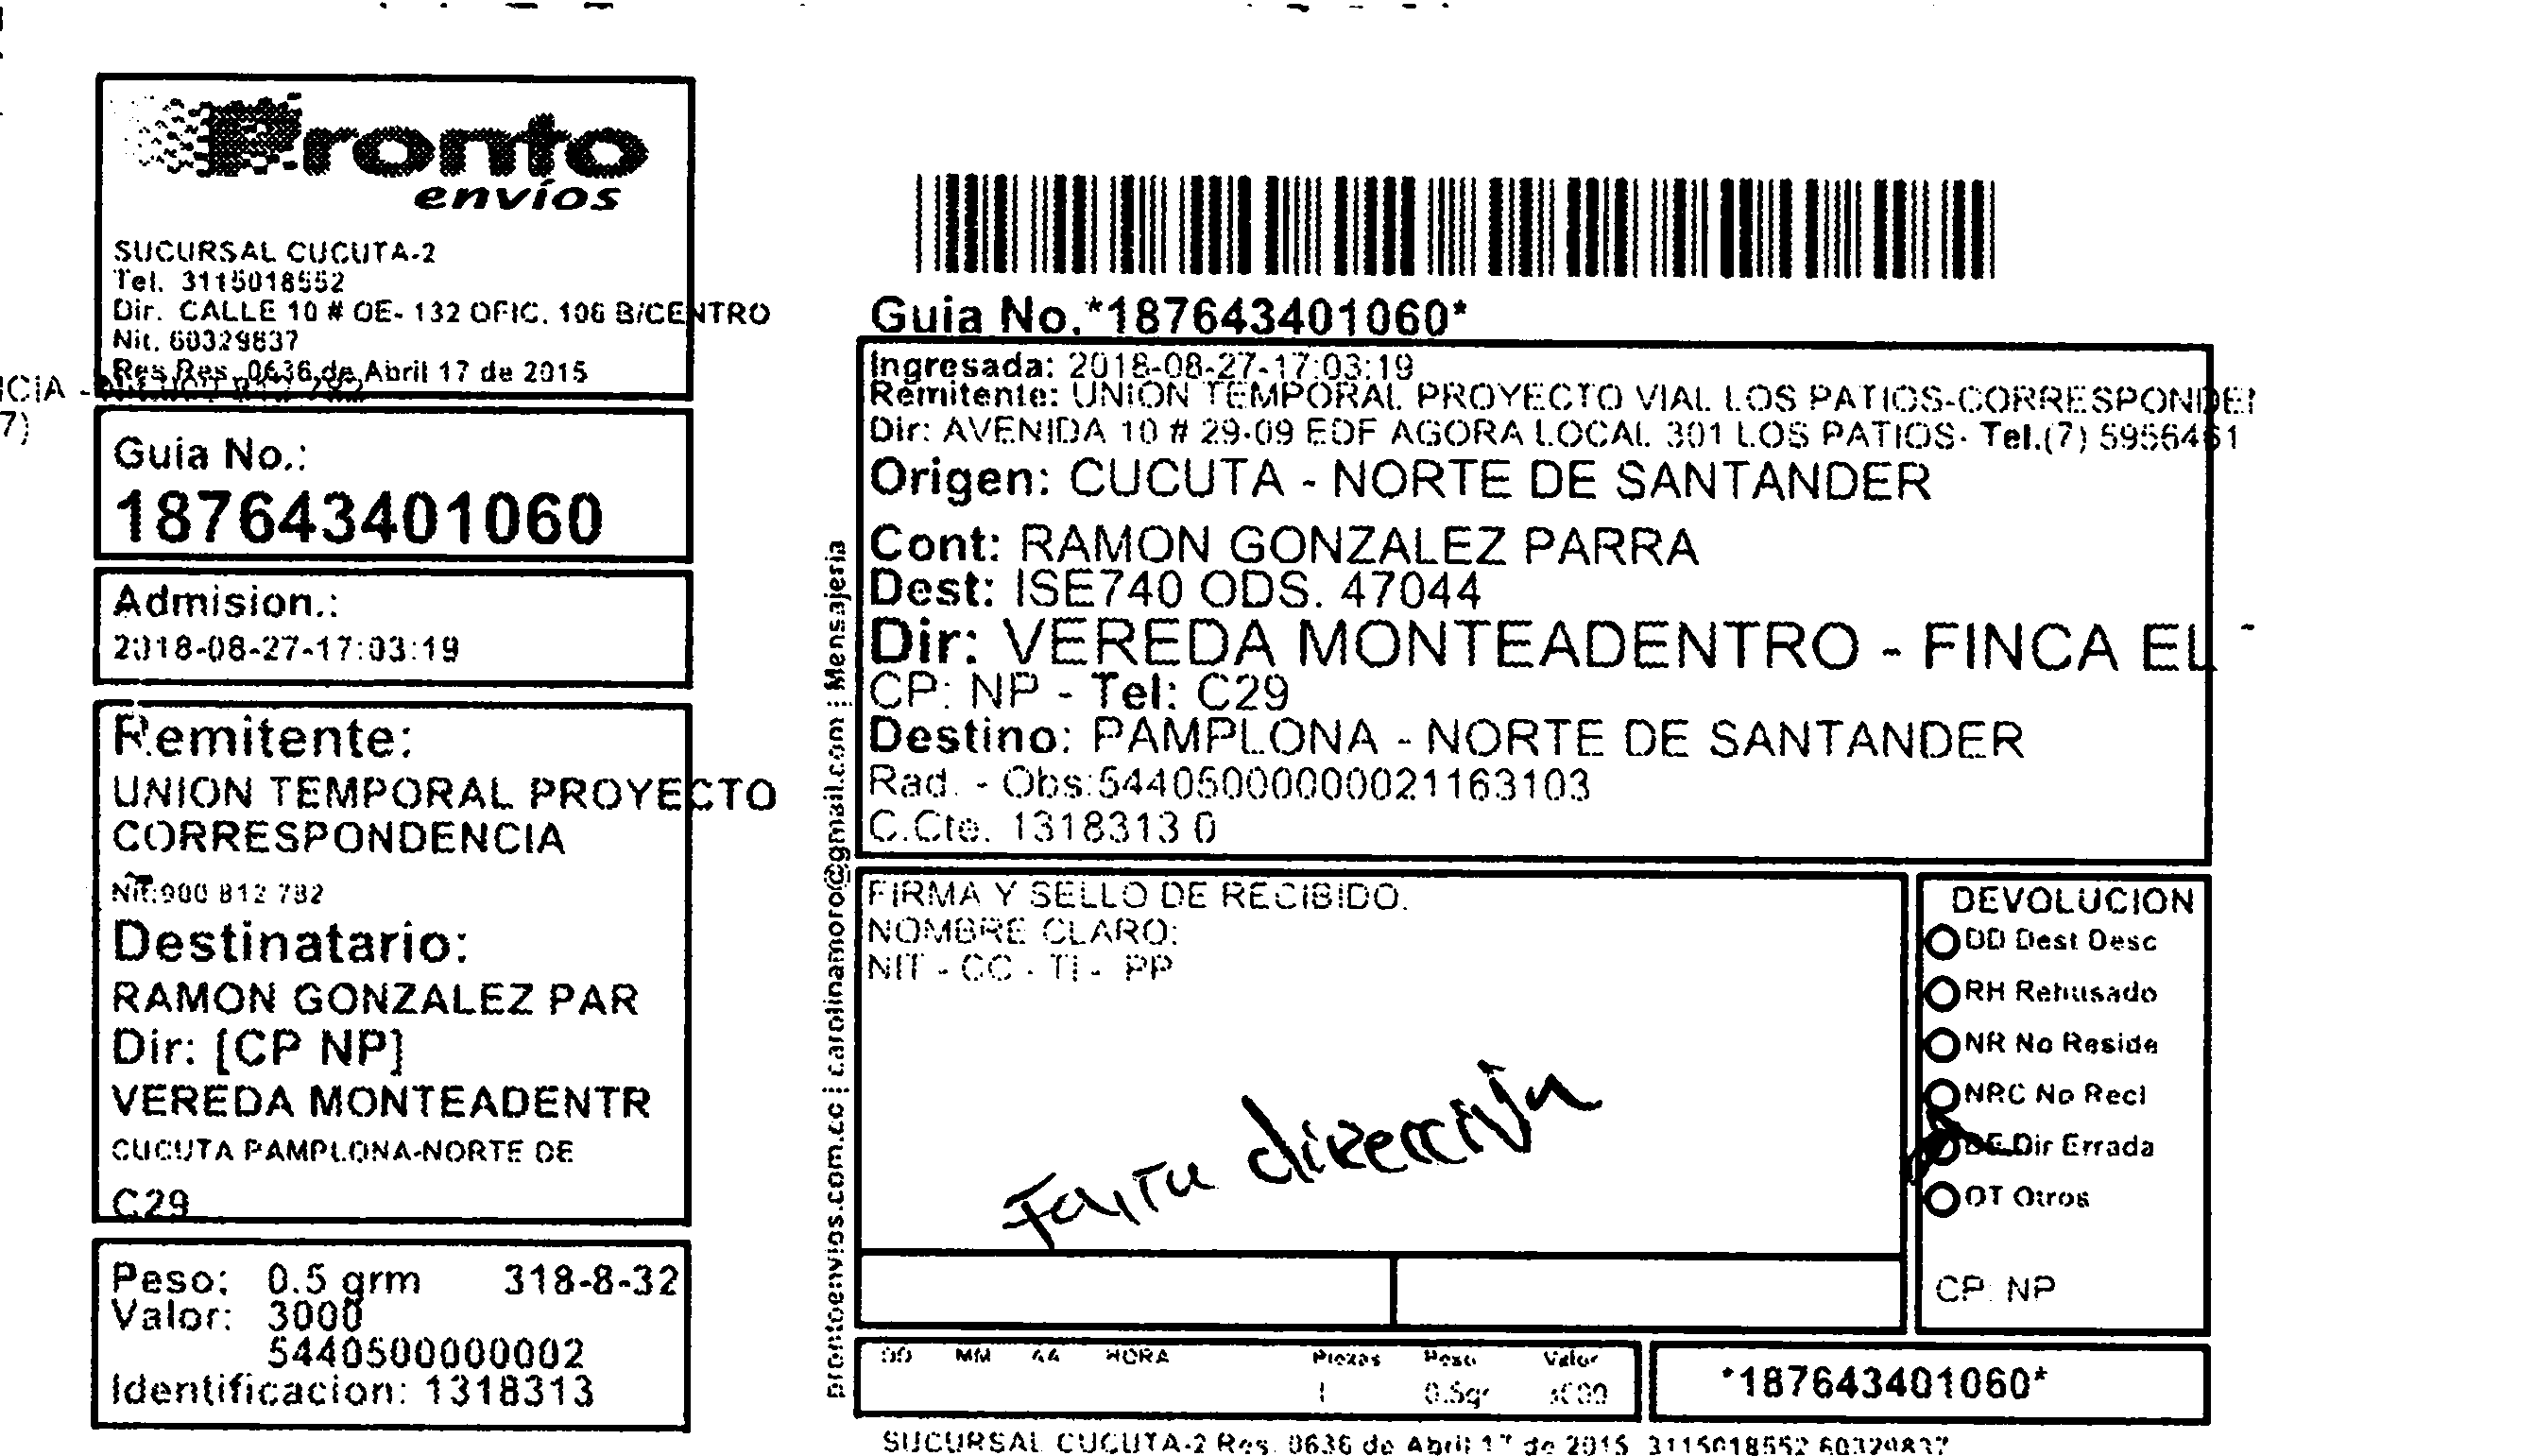 Pronto
envíos
SUCURSAL CUCUTA-2
Tel. 3115018552
Dir. CALLE 10 # OE- 132 OFIC. 106 B/CENTRO
Nit. 60329837
Res Res. 0636 de Abril 17 de 2015
NCIA -
7)
Guia No.:
187643401060
Admision.:
2018-08-27-17:03:19
Remitente:
UNION TEMPORAL PROYECTO
CORRESPONDENCIA
Nit:900 812 782
Destinatario:
RAMON GONZALEZ PAR
Dir: [CP NP]
VEREDA MONTEADENTR
CUCUTA PAMPLONA-NORTE DE
C29
Peso: 0.5 grm 318-8-32
Valor: 3000
5440500000002
Identificacion: 1318313
prontoenvios.com.co | carolinamoro@gmail.com | Mensajeria
Guia No.*187643401060*
Ingresada: 2018-08-27-17:03:19
Remitente: UNION TEMPORAL PROYECTO VIAL LOS PATIOS-CORRESPONDEN
Dir: AVENIDA 10 # 29-09 EDF AGORA LOCAL 301 LOS PATIOS- Tel.(7) 5956461
Origen: CUCUTA - NORTE DE SANTANDER
Cont: RAMON GONZALEZ PARRA
Dest: ISE740 ODS. 47044
Dir: VEREDA MONTEADENTRO - FINCA EL
CP: NP - Tel: C29
Destino: PAMPLONA - NORTE DE SANTANDER
Rad. - Obs:544050000000021163103
C.Cte. 1318313 0
FIRMA Y SELLO DE RECIBIDO.
NOMBRE CLARO:
NIT - CC - TI - PP
Falta dirección
DEVOLUCION
DD Dest Desc
RH Rehusado
NR No Reside
NRC No Recl
DE Dir Errada
OT Otros
CP: NP
DD MM AA HORA Piezas Peso Valor
1 0.5gr 3000
*187643401060*
SUCURSAL CUCUTA-2 Res. 0636 de Abril 17 de 2015 3115018552 60329837